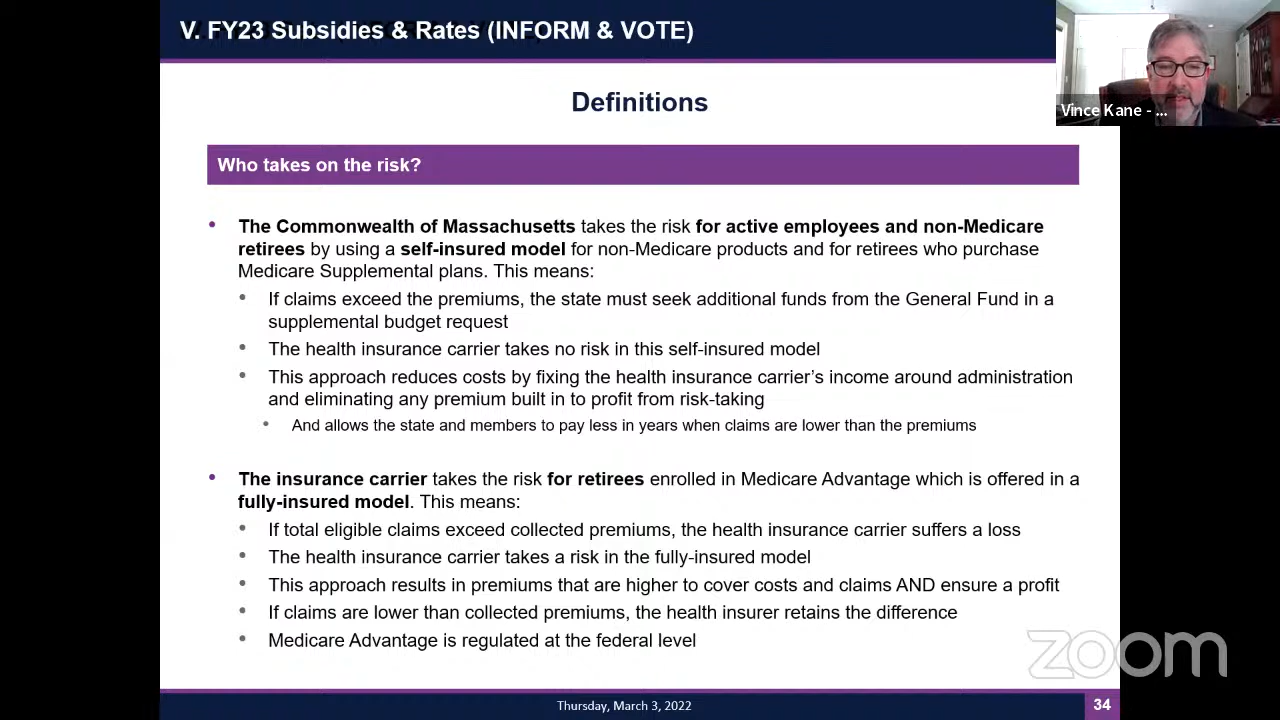 V. FY23 Subsidies & Rates (INFORM & VOTE)
Vince Kane - ...
Definitions
Who takes on the risk?
• The Commonwealth of Massachusetts takes the risk for active employees and non-Medicare
retirees by using a self-insured model for non-Medicare products and for retirees who purchase
Medicare Supplemental plans. This means:
• If claims exceed the premiums, the state must seek additional funds from the General Fund in a
supplemental budget request
• The health insurance carrier takes no risk in this self-insured model
• This approach reduces costs by fixing the health insurance carrier's income around administration
and eliminating any premium built in to profit from risk-taking
• And allows the state and members to pay less in years when claims are lower than the premiums
• The insurance carrier takes the risk for retirees enrolled in Medicare Advantage which is offered in a
fully-insured model. This means:
• If total eligible claims exceed collected premiums, the health insurance carrier suffers a loss
• The health insurance carrier takes a risk in the fully-insured model
• This approach results in premiums that are higher to cover costs and claims AND ensure a profit
• If claims are lower than collected premiums, the health insurer retains the difference
• Medicare Advantage is regulated at the federal level
zoom
Thursday, March 3, 2022
34